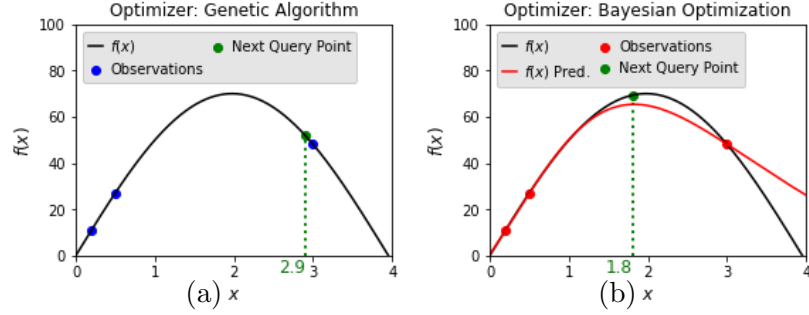 Optimizer: Genetic Algorithm
100
80
60
40
20
0
f(x)
f(x)
Observations
Next Query Point
0
1
2
3
4
2.9
(a)
x
Optimizer: Bayesian Optimization
100
80
60
40
20
0
f(x)
f(x)
f(x) Pred.
Observations
Next Query Point
0
1
2
3
4
1.8
x
(b)